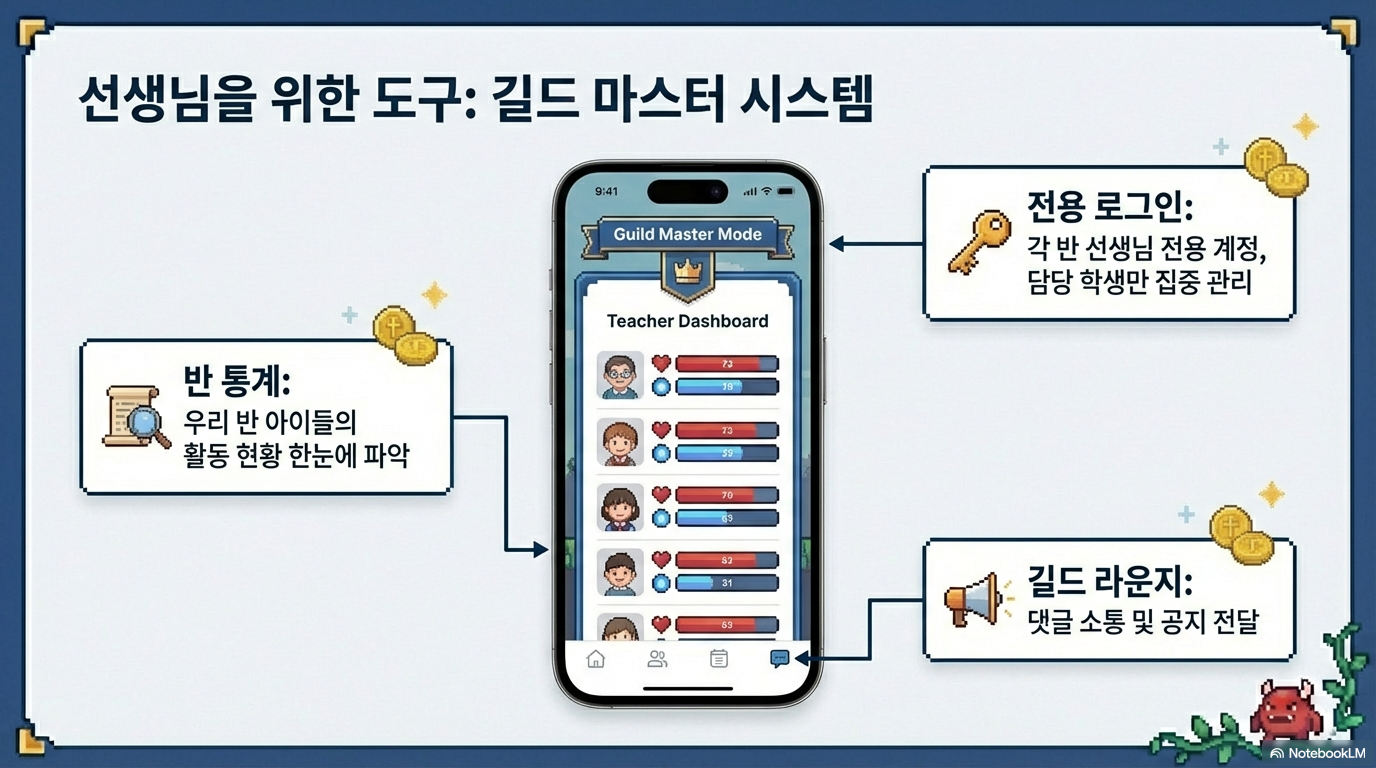 선생님을 위한 도구: 길드 마스터 시스템
반 통계:
우리 반 아이들의
활동 현황 한눈에 파악
9:41
Guild Master Mode
Teacher Dashboard
73
73
70
31
63
전용 로그인:
각 반 선생님 전용 계정,
담당 학생만 집중 관리
길드 라운지:
댓글 소통 및 공지 전달
NotebookLM